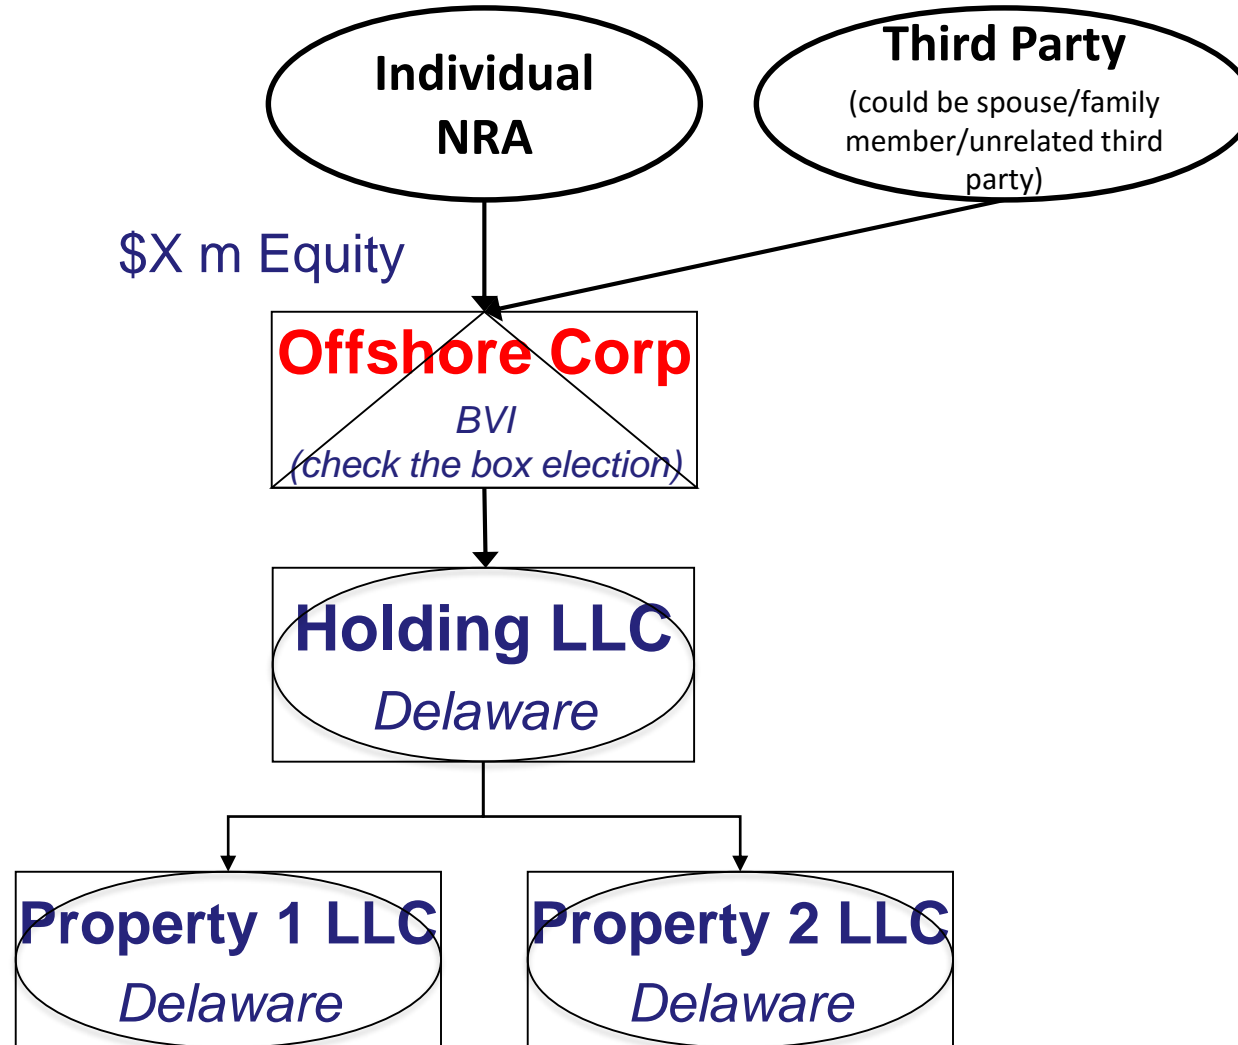 Individual
NRA
Third Party
(could be spouse/family
member/unrelated third
party)
$X m Equity
Offshore Corp
BVI
(check the box election)
Holding LLC
Delaware
Property 1 LLC
Delaware
Property 2 LLC
Delaware